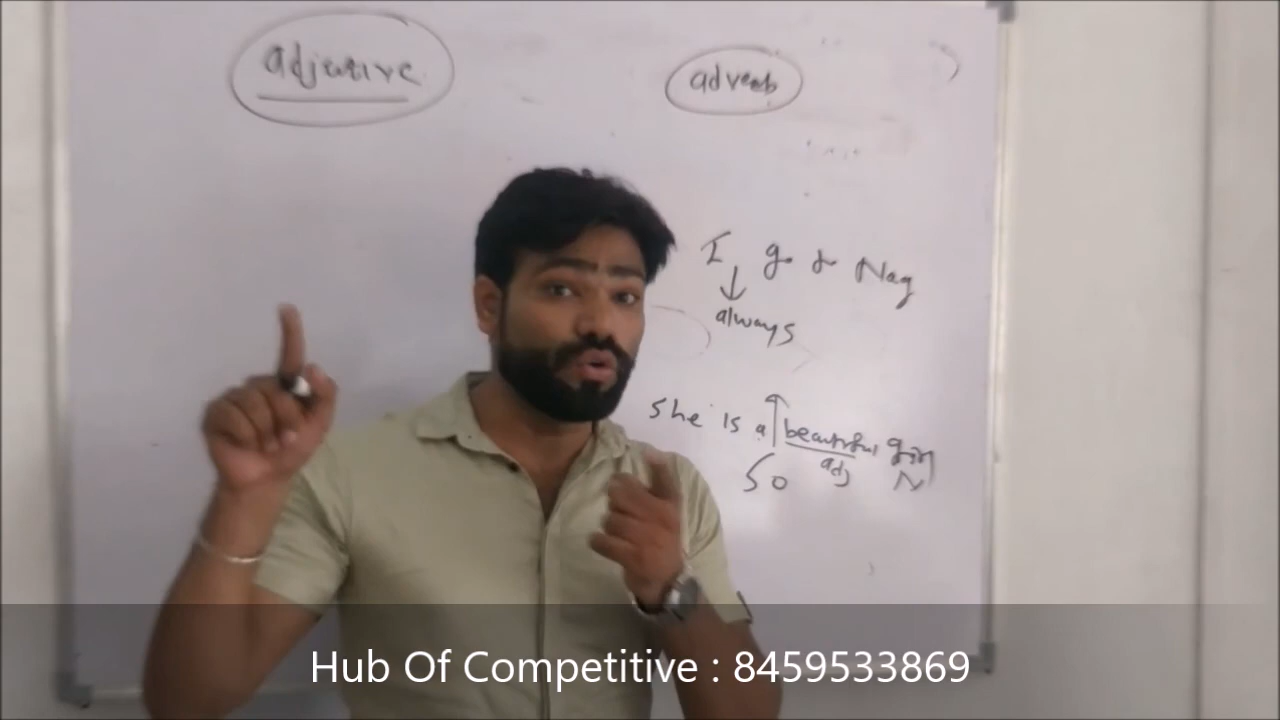 adjective
adverb
I go to Nag
always
She is a beautiful girl
So adj N
Hub Of Competitive : 8459533869